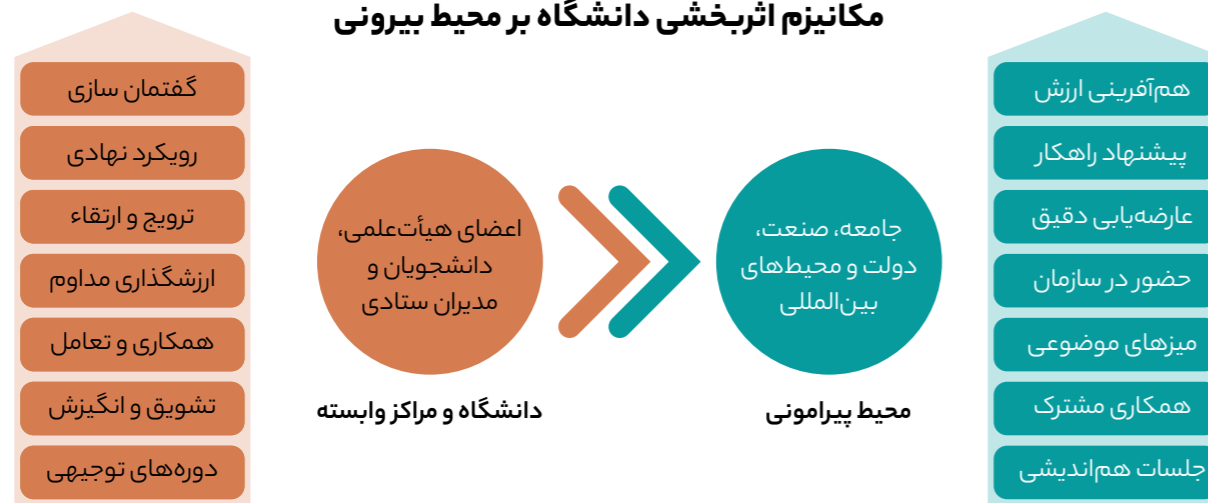 مکانیزم اثربخشی دانشگاه بر محیط بیرونی
هم‌آفرینی ارزش
پیشنهاد راهکار
عارضه‌یابی دقیق
حضور در سازمان
میزهای موضوعی
همکاری مشترک
جلسات هم‌اندیشی
جامعه، صنعت،
دولت و محیط‌های
بین‌المللی
محیط پیرامونی
اعضای هیأت‌علمی،
دانشجویان و
مدیران ستادی
دانشگاه و مراکز وابسته
گفتمان سازی
رویکرد نهادی
ترویج و ارتقاء
ارزشگذاری مداوم
همکاری و تعامل
تشویق و انگیزش
دوره‌های توجیهی